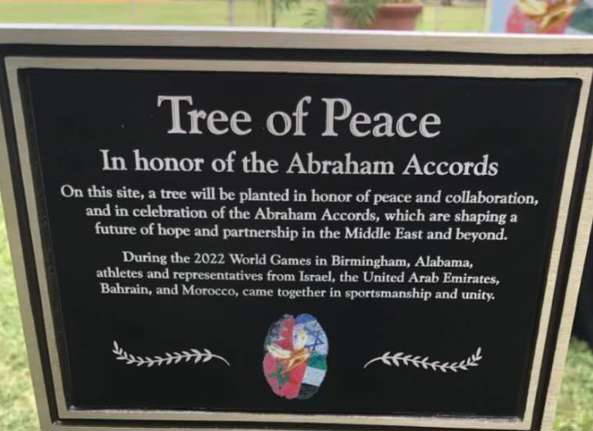 Tree of Peace
In honor of the Abraham Accords
On this site, a tree will be planted in honor of peace and collaboration,
and in celebration of the Abraham Accords, which are shaping a
future of hope and partnership in the Middle East and beyond.
During the 2022 World Games in Birmingham, Alabama,
athletes and representatives from Israel, the United Arab Emirates,
Bahrain, and Morocco, came together in sportsmanship and unity.